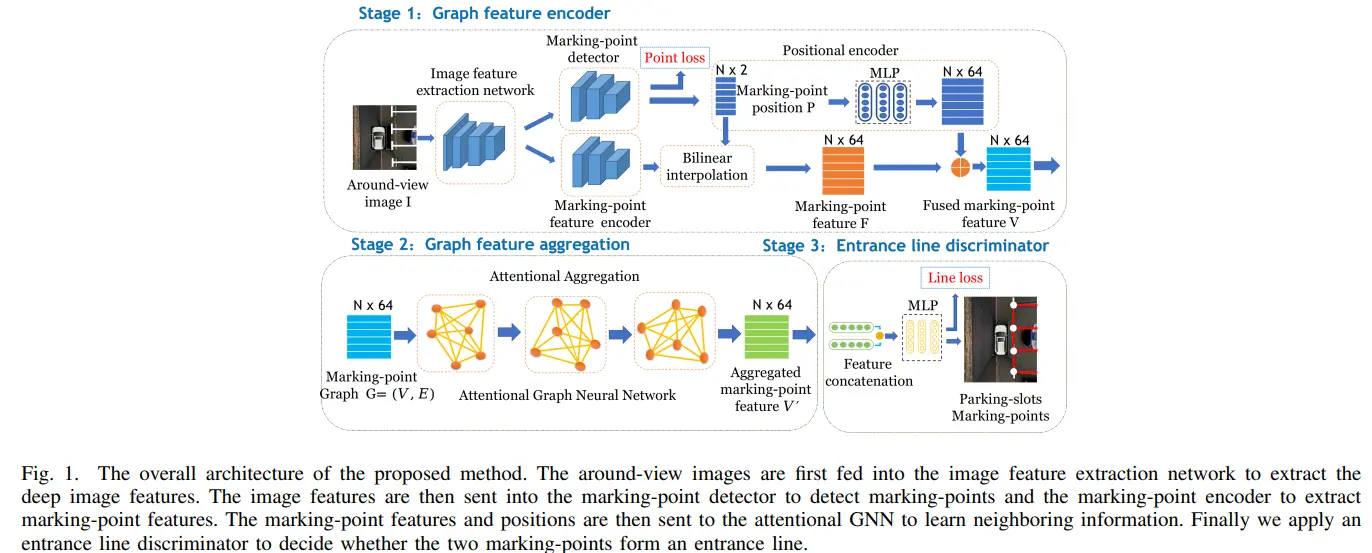 Stage 1: Graph feature encoder
Marking-point
detector
Point loss
Image feature
extraction network
Positional encoder
N x 2
Marking-point
position P
MLP
N x 64
Bilinear
interpolation
N x 64
N x 64
Around-view
image I
Marking-point
feature encoder
Marking-point
feature F
Fused marking-point
feature V
Stage 2: Graph feature aggregation
Attentional Aggregation
N x 64
N x 64
Marking-point
Graph G= (V, E)
Attentional Graph Neural Network
Aggregated
marking-point
feature V′
Stage 3: Entrance line discriminator
Line loss
MLP
Feature
concatenation
Parking-slots
Marking-points
Fig. 1. The overall architecture of the proposed method. The around-view images are first fed into the image feature extraction network to extract the
deep image features. The image features are then sent into the marking-point detector to detect marking-points and the marking-point encoder to extract
marking-point features. The marking-point features and positions are then sent to the attentional GNN to learn neighboring information. Finally we apply an
entrance line discriminator to decide whether the two marking-points form an entrance line.